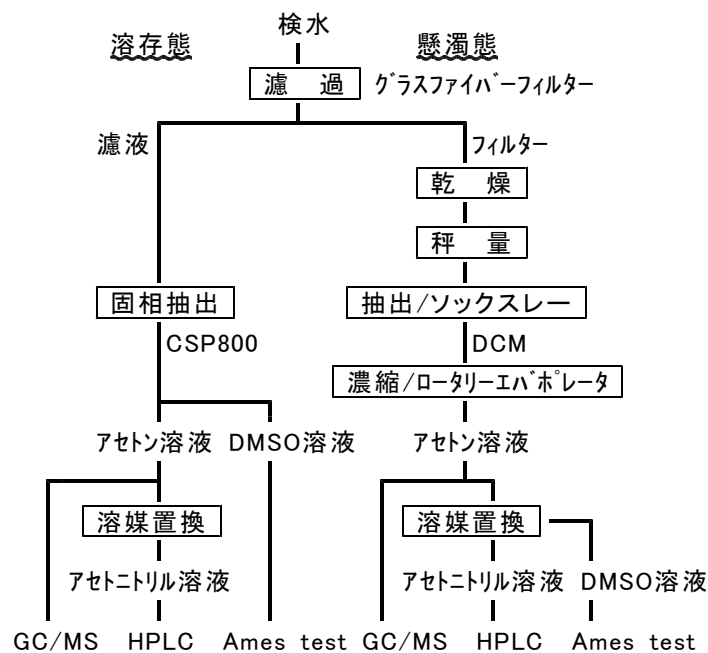 検水
溶存態 懸濁態
濾 過 グラスファイバーフィルター
濾液 フィルター
乾 燥
秤 量
固相抽出 抽出/ソックスレー
CSP800 DCM
濃縮/ロータリーエバポレータ
アセトン溶液 DMSO溶液 アセトン溶液
溶媒置換 溶媒置換
アセトニトリル溶液 アセトニトリル溶液 DMSO溶液
GC/MS HPLC Ames test GC/MS HPLC Ames test